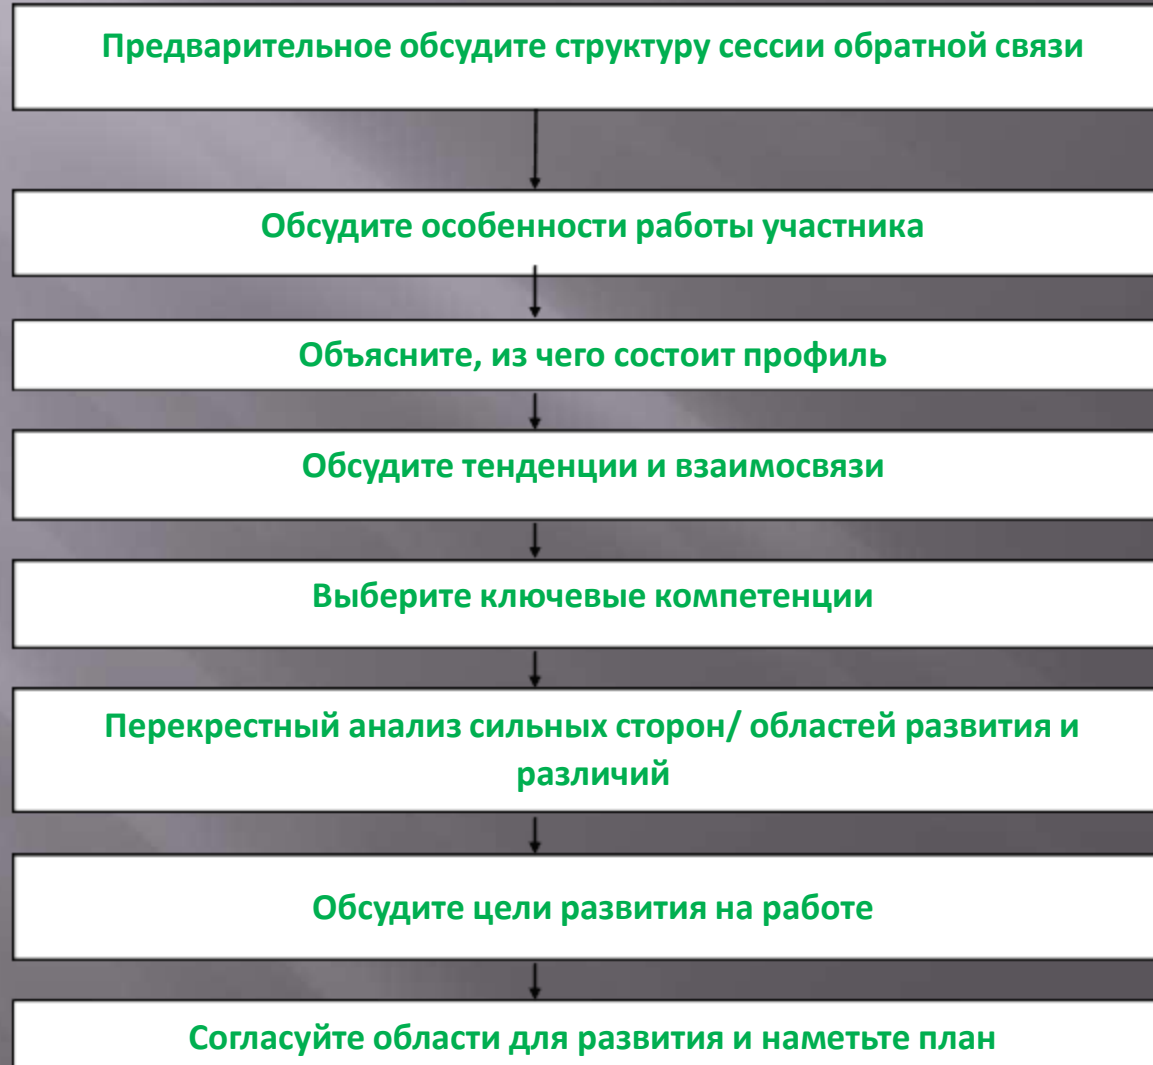 Предварительное обсудите структуру сессии обратной связи
Обсудите особенности работы участника
Объясните, из чего состоит профиль
Обсудите тенденции и взаимосвязи
Выберите ключевые компетенции
Перекрестный анализ сильных сторон/ областей развития и
различий
Обсудите цели развития на работе
Согласуйте области для развития и наметьте план